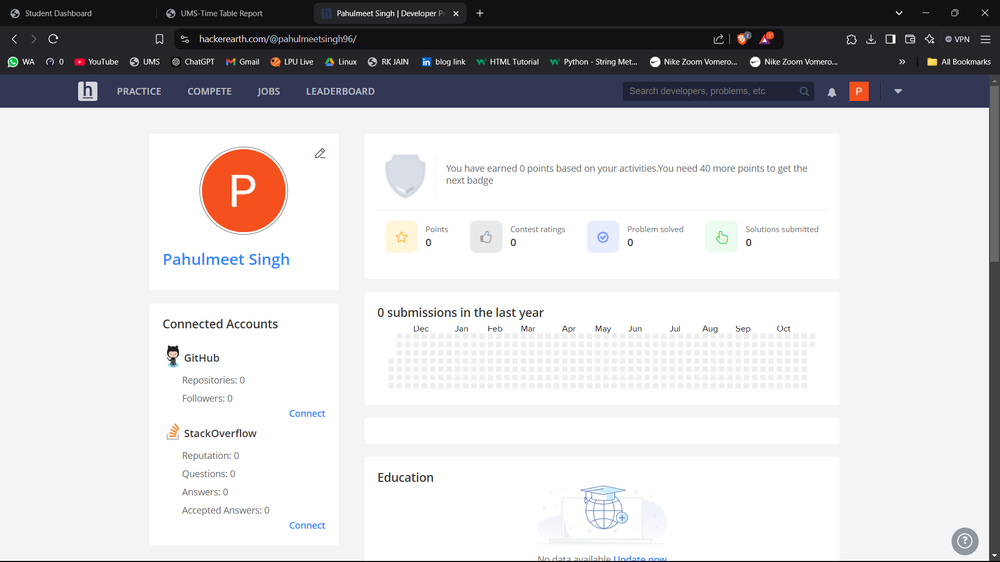 Student Dashboard
UMS-Time Table Report
Pahulmeet Singh | Developer Pr
hackerearth.com/@pahulmeetsingh96/
2
1
VPN
WA
0
YouTube
UMS
ChatGPT
Gmail
LPU Live
Linux
RK JAIN
blog link
HTML Tutorial
Python - String Met...
Nike Zoom Vomero...
Nike Zoom Vomero...
All Bookmarks
h
PRACTICE
COMPETE
JOBS
LEADERBOARD
Search developers, problems, etc
P
P
Pahulmeet Singh
Connected Accounts
GitHub
Repositories: 0
Followers: 0
Connect
StackOverflow
Reputation: 0
Questions: 0
Answers: 0
Accepted Answers: 0
Connect
You have earned 0 points based on your activities.You need 40 more points to get the
next badge
Points
0
Contest ratings
0
Problem solved
0
Solutions submitted
0
0 submissions in the last year
Dec Jan Feb Mar Apr May Jun Jul Aug Sep Oct
Education
No data available Update now
?